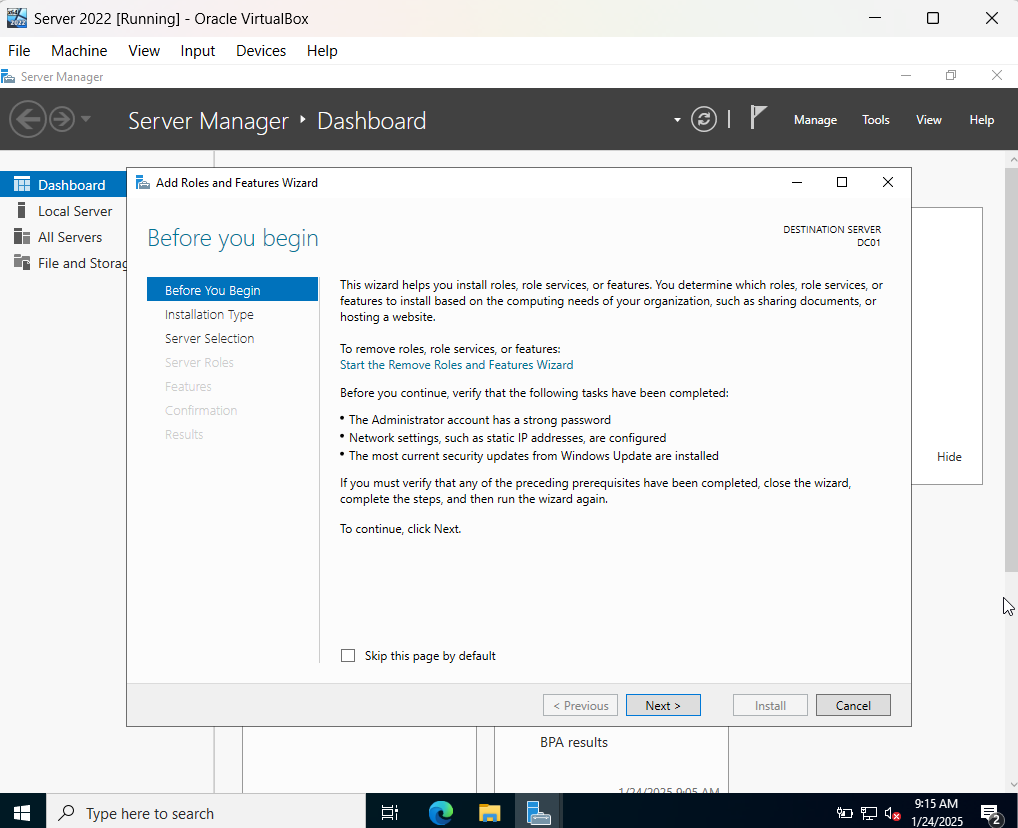 Server 2022 [Running] - Oracle VirtualBox
File Machine View Input Devices Help
Server Manager
Server Manager ‣ Dashboard
Manage Tools View Help
Dashboard
Local Server
All Servers
File and Storag
Add Roles and Features Wizard
Before you begin
DESTINATION SERVER
DC01
Before You Begin
Installation Type
Server Selection
Server Roles
Features
Confirmation
Results
This wizard helps you install roles, role services, or features. You determine which roles, role services, or
features to install based on the computing needs of your organization, such as sharing documents, or
hosting a website.
To remove roles, role services, or features:
Start the Remove Roles and Features Wizard
Before you continue, verify that the following tasks have been completed:
• The Administrator account has a strong password
• Network settings, such as static IP addresses, are configured
• The most current security updates from Windows Update are installed
If you must verify that any of the preceding prerequisites have been completed, close the wizard,
complete the steps, and then run the wizard again.
To continue, click Next.
Skip this page by default
< Previous Next > Install Cancel
Hide
BPA results
1/24/2025 9:05 AM
Type here to search
9:15 AM
1/24/2025
2